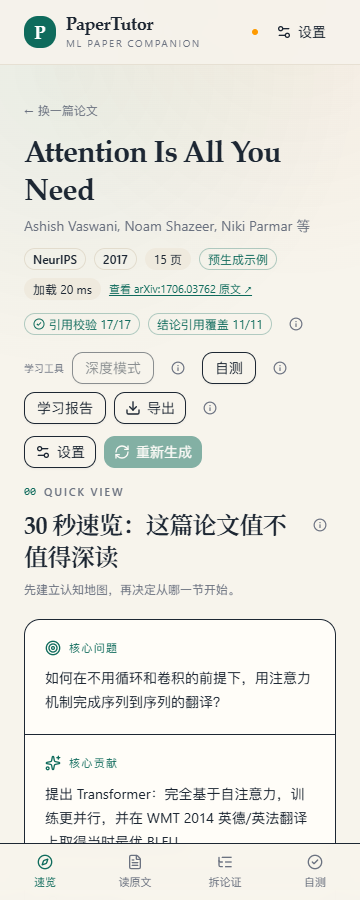 P
PaperTutor
ML PAPER COMPANION
设置
← 换一篇论文
Attention Is All You
Need
Ashish Vaswani, Noam Shazeer, Niki Parmar 等
NeurIPS 2017 15 页 预生成示例
加载 20 ms 查看 arXiv:1706.03762 原文 ↗
引用校验 17/17 结论引用覆盖 11/11
学习工具 深度模式 自测
学习报告 导出
设置 重新生成
QUICK VIEW
30 秒速览：这篇论文值不
值得深读
先建立认知地图，再决定从哪一节开始。
核心问题
如何在不用循环和卷积的前提下，用注意力
机制完成序列到序列的翻译？
核心贡献
提出 Transformer：完全基于自注意力，训
练更并行，并在 WMT 2014 英德/英法翻译
上取得当时最优 BLEU
速览 读原文 拆论证 自测